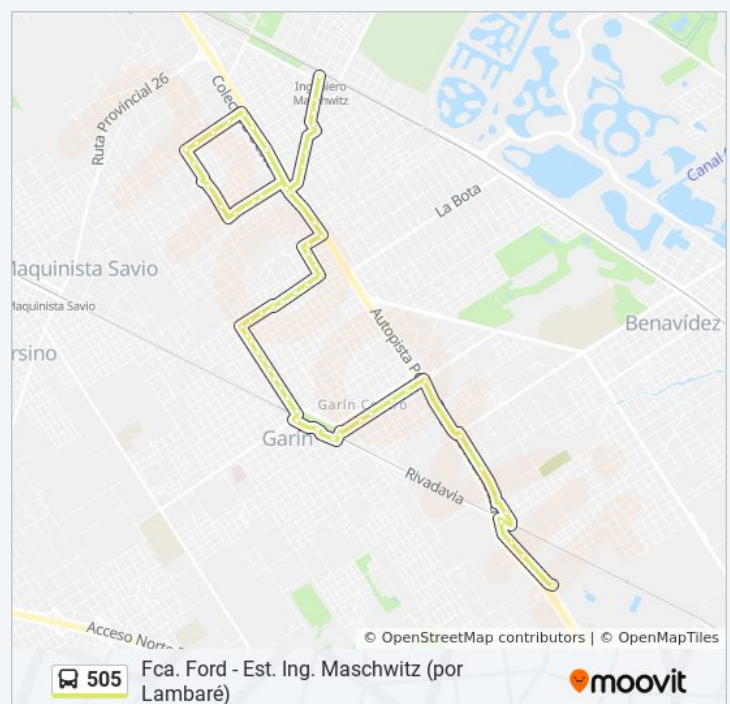 Ruta Provincial 26
Ingeniero
Maschwitz
La Bota
Canal
Maquinista Savio
Maquinista Savio
Benavídez
Autopista
Garín Centro
Garín
Rivadavia
Acceso Norte
© OpenStreetMap contributors | © OpenMapTiles
505
Fca. Ford - Est. Ing. Maschwitz (por
Lambaré)
moovit